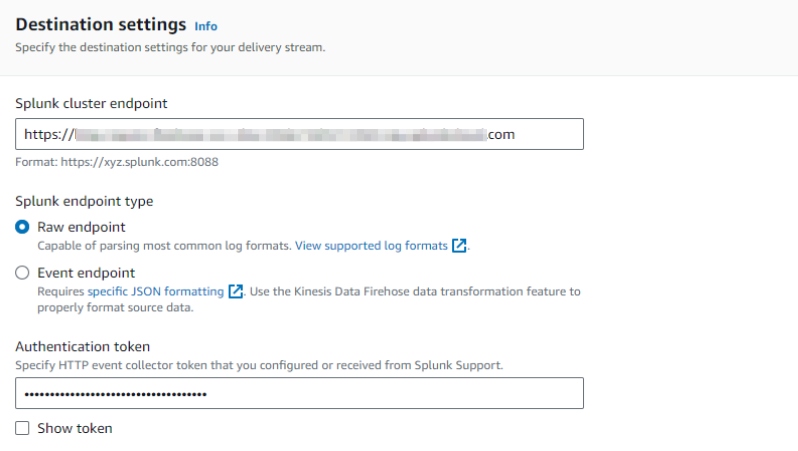 Destination settings Info
Specify the destination settings for your delivery stream.
Splunk cluster endpoint
https:// .com
Format: https://xyz.splunk.com:8088
Splunk endpoint type
Raw endpoint
Capable of parsing most common log formats. View supported log formats.
Event endpoint
Requires specific JSON formatting. Use the Kinesis Data Firehose data transformation feature to
properly format source data.
Authentication token
Specify HTTP event collector token that you configured or received from Splunk Support.
•••••••••••••••••••••••••••••••••••••
Show token